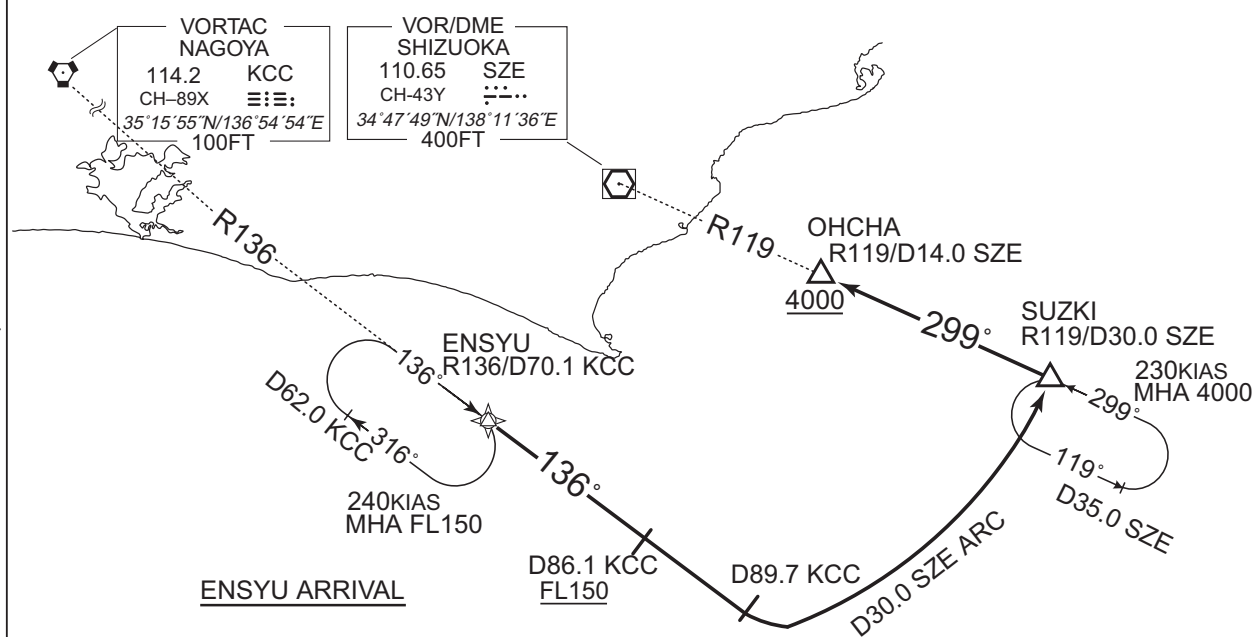 VORTAC
NAGOYA
114.2 KCC
CH–89X
35°15´55˝N/136°54´54˝E
100FT
VOR/DME
SHIZUOKA
110.65 SZE
CH-43Y
34°47´49˝N/138°11´36˝E
400FT
R136
R119
OHCHA
R119/D14.0 SZE
4000
299°
SUZKI
R119/D30.0 SZE
230KIAS
MHA 4000
299°
119°
D35.0 SZE
ENSYU
R136/D70.1 KCC
136°
D62.0 KCC
316°
240KIAS
MHA FL150
136°
D86.1 KCC
FL150
D89.7 KCC
D30.0 SZE ARC
ENSYU ARRIVAL